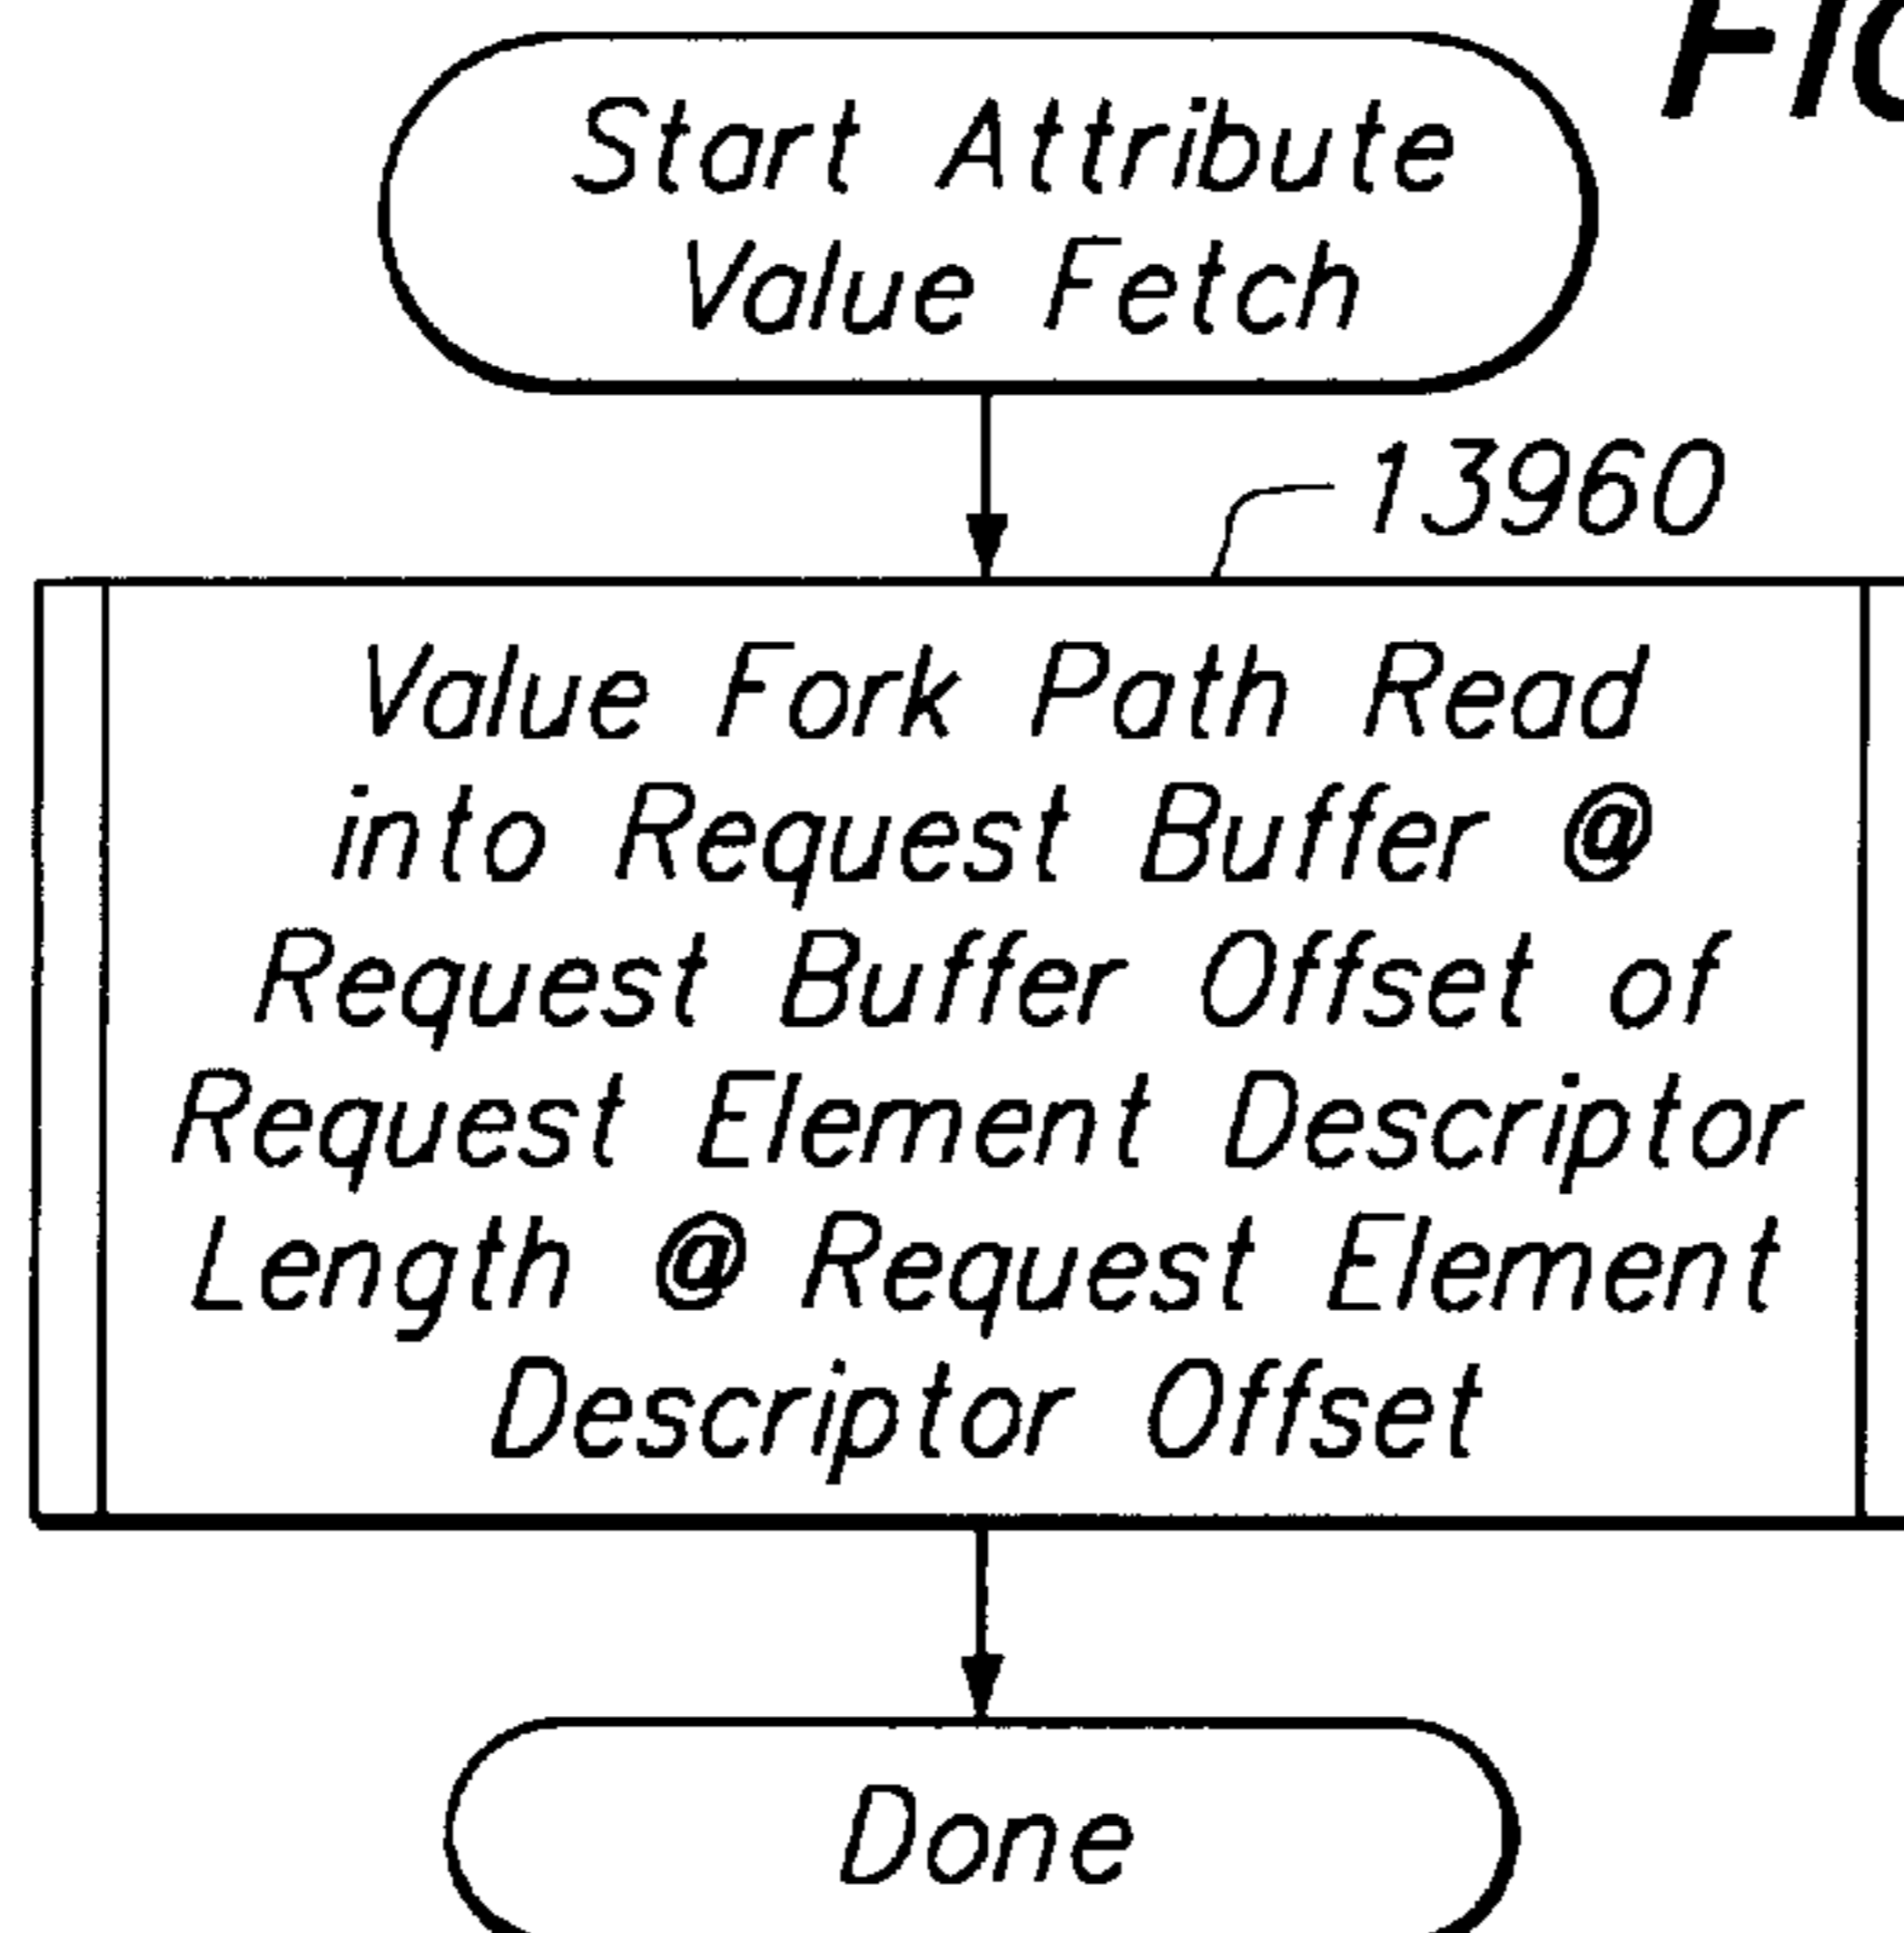 Start Attribute
Value Fetch
13960
Value Fork Path Read
into Request Buffer @
Request Buffer Offset of
Request Element Descriptor
Length @ Request Element
Descriptor Offset
Done